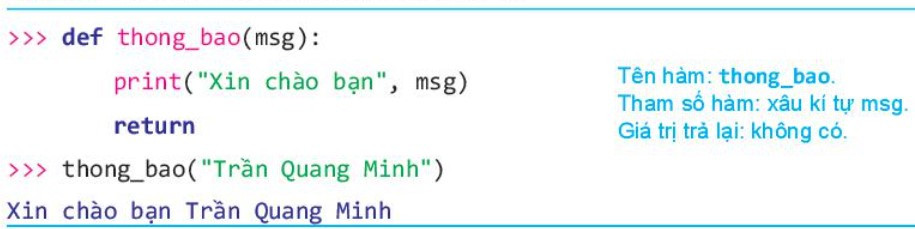 >>> def thong_bao(msg):
print("Xin chào bạn", msg)
return
>>> thong_bao("Trần Quang Minh")
Xin chào bạn Trần Quang Minh
Tên hàm: thong_bao.
Tham số hàm: xâu kí tự msg.
Giá trị trả lại: không có.